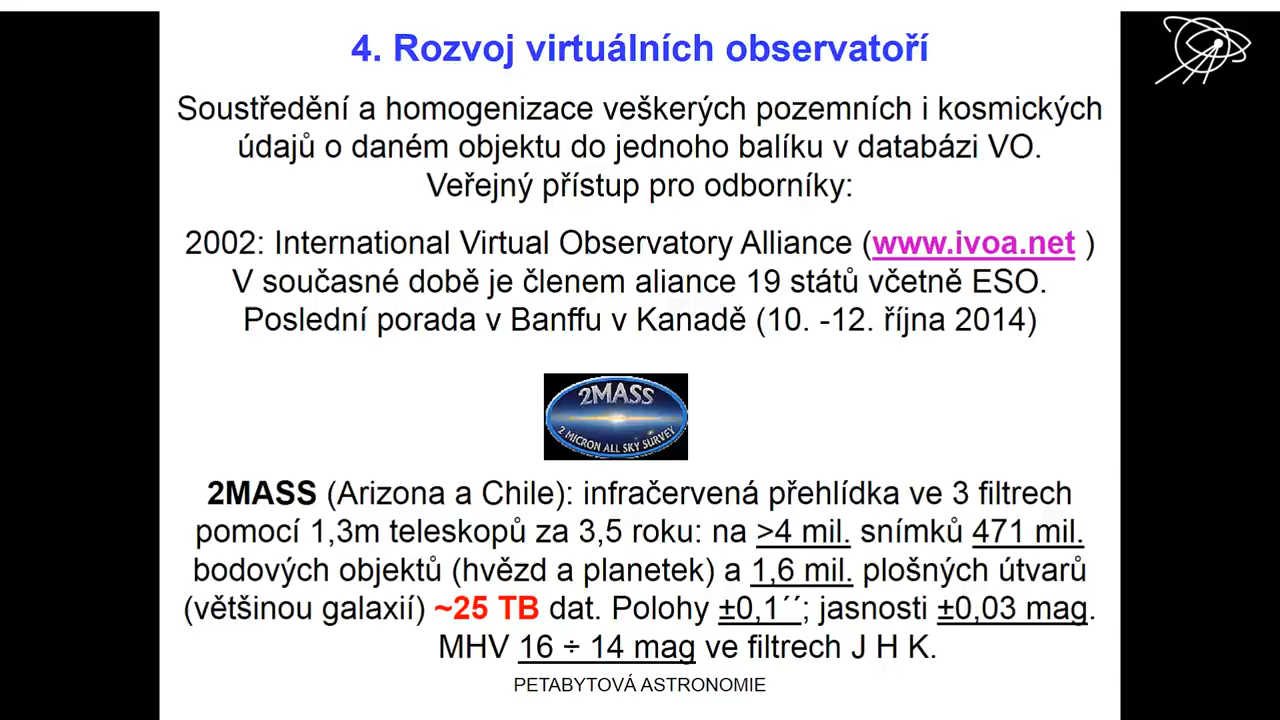 4. Rozvoj virtuálních observatoří
Soustředění a homogenizace veškerých pozemních i kosmických
údajů o daném objektu do jednoho balíku v databázi VO.
Veřejný přístup pro odborníky:
2002: International Virtual Observatory Alliance (www.ivoa.net )
V současné době je členem aliance 19 států včetně ESO.
Poslední porada v Banffu v Kanadě (10. -12. října 2014)
2MASS
2 MICRON ALL SKY SURVEY
2MASS (Arizona a Chile): infračervená přehlídka ve 3 filtrech
pomocí 1,3m teleskopů za 3,5 roku: na >4 mil. snímků 471 mil.
bodových objektů (hvězd a planetek) a 1,6 mil. plošných útvarů
(většinou galaxií) ~25 TB dat. Polohy ±0,1´´; jasnosti ±0,03 mag.
MHV 16 ÷ 14 mag ve filtrech J H K.
PETABYTOVÁ ASTRONOMIE